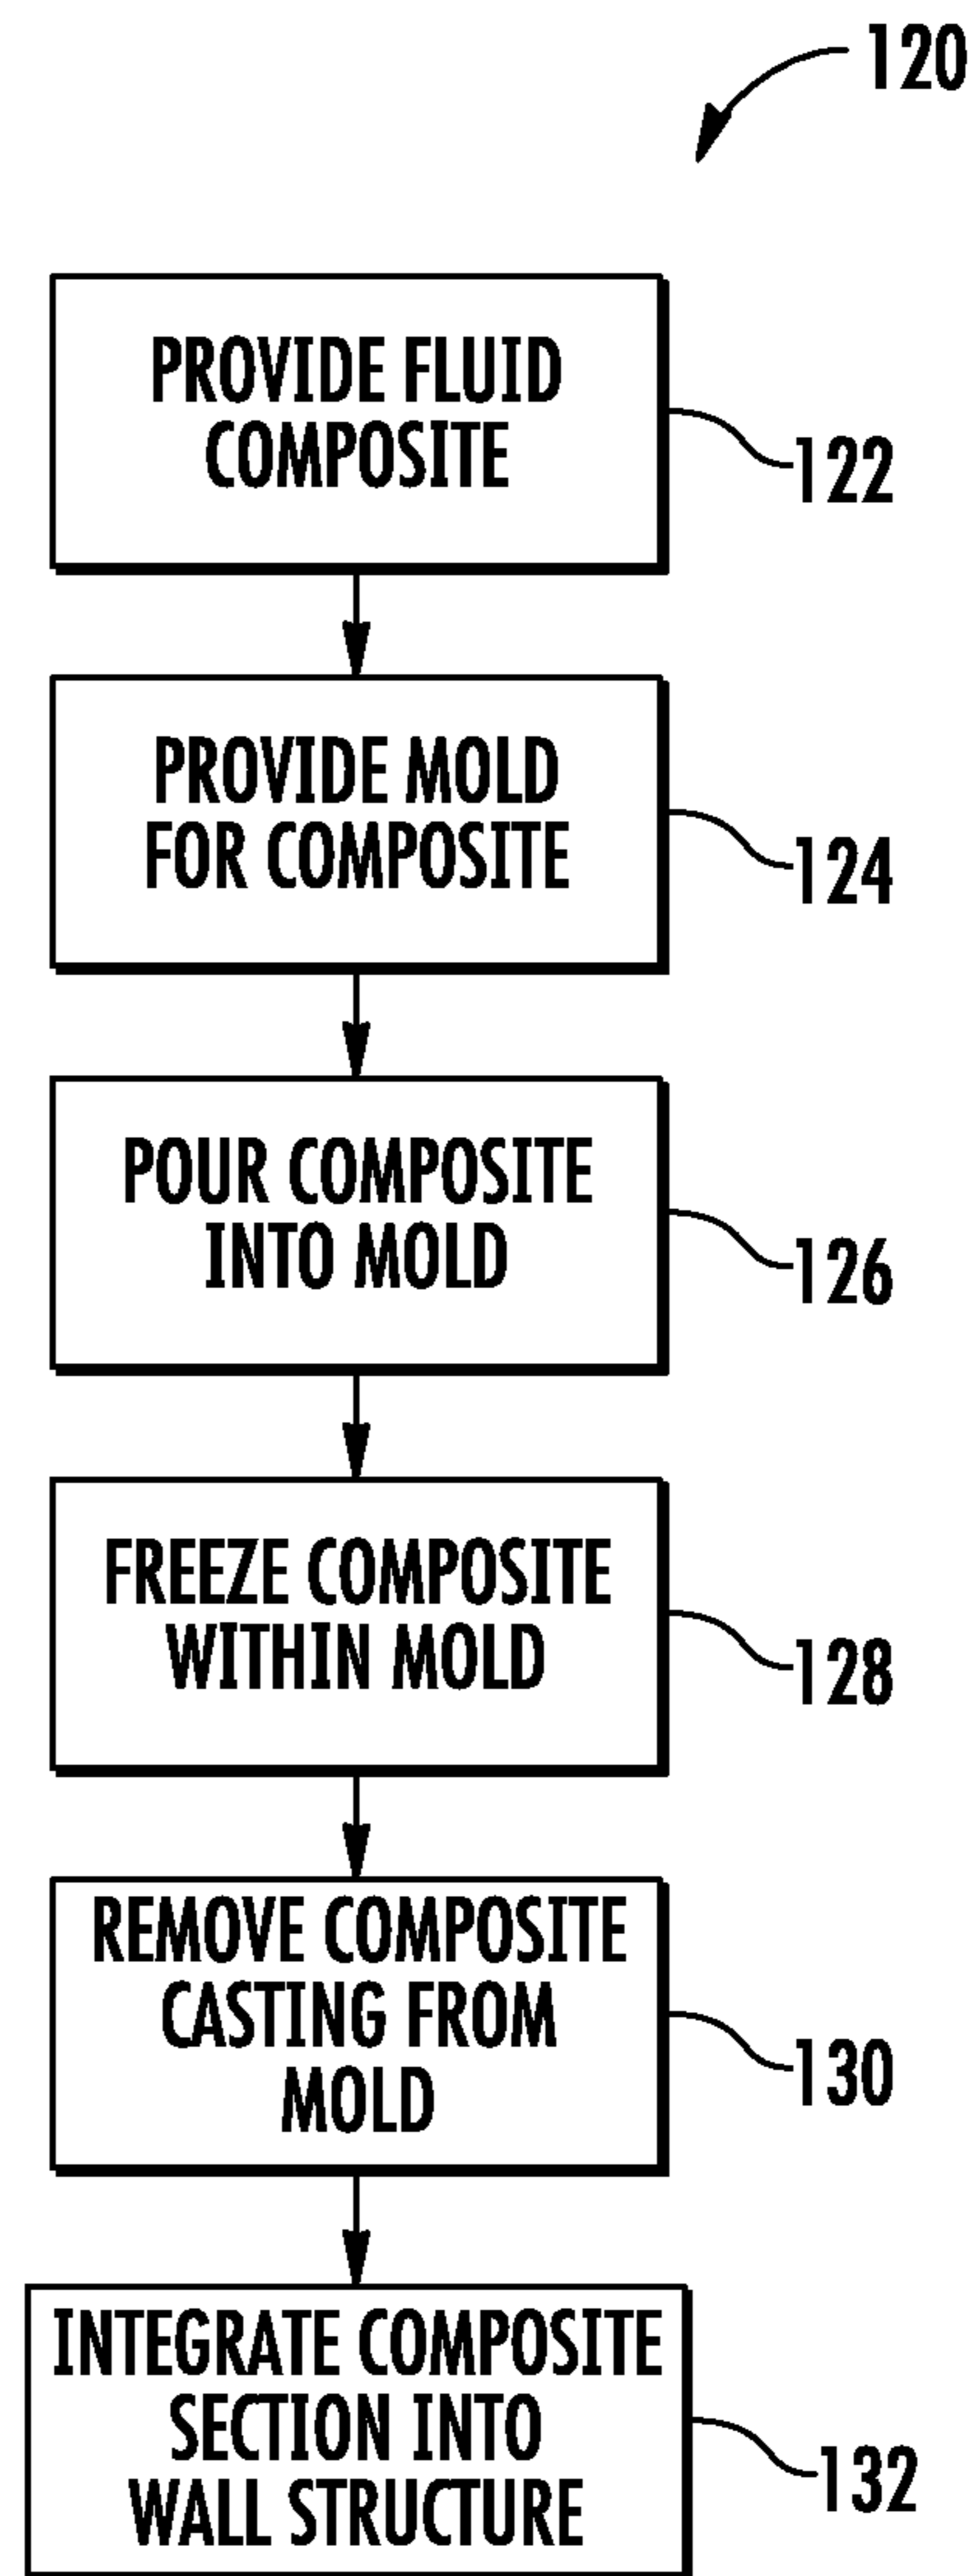 120
PROVIDE FLUID
COMPOSITE
122
PROVIDE MOLD
FOR COMPOSITE
124
POUR COMPOSITE
INTO MOLD
126
FREEZE COMPOSITE
WITHIN MOLD
128
REMOVE COMPOSITE
CASTING FROM
MOLD
130
INTEGRATE COMPOSITE
SECTION INTO
WALL STRUCTURE
132